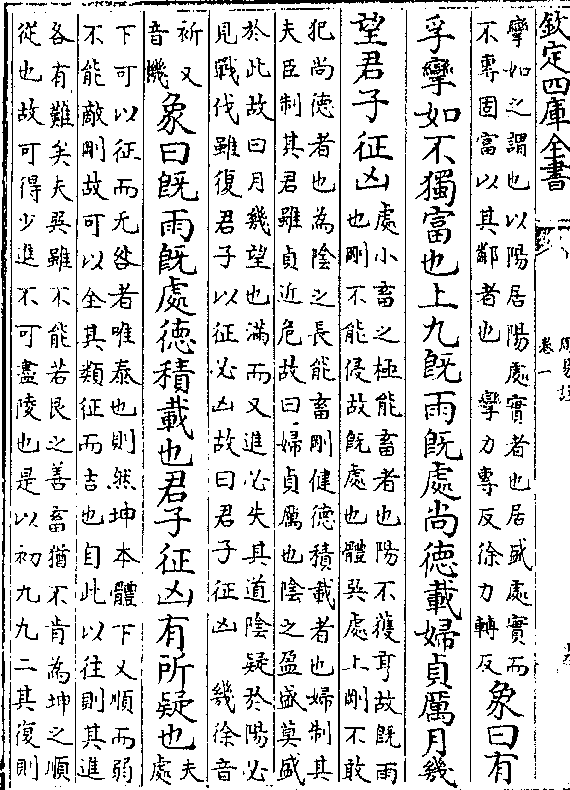 欽定四庫全書
周易註
卷一
攣如之謂也以陽居陽處實者也居盛處實而
不專固富以其鄰者也　攣力專反徐力轉反
象曰有
孚攣如不獨富也上九既雨既處尚德載婦貞厲月幾
望君子征凶
處小畜之極能畜者也陽不獲亨故既雨
也剛不能侵故既處也體巽處上剛不敢
犯尚德者也為陰之長能畜剛健德積載者也婦制其
夫臣制其君雖貞近危故曰婦貞厲也陰之盈盛莫盛
於此故曰月幾望也滿而又進必失其道陰疑於陽必
見戰伐雖復君子以征必凶故曰君子征凶　幾徐音
祈又
音機
象曰既雨既處德積載也君子征凶有所疑也
夫處
下可以征而无咎者唯泰也則然坤本體下又順而弱
不能敵剛故可以全其類征而吉也自此以往則其進
各有難矣夫巽雖不能若艮之善畜猶不肯為坤之順
從也故可得少進不可盡陵也是以初九九二其復則